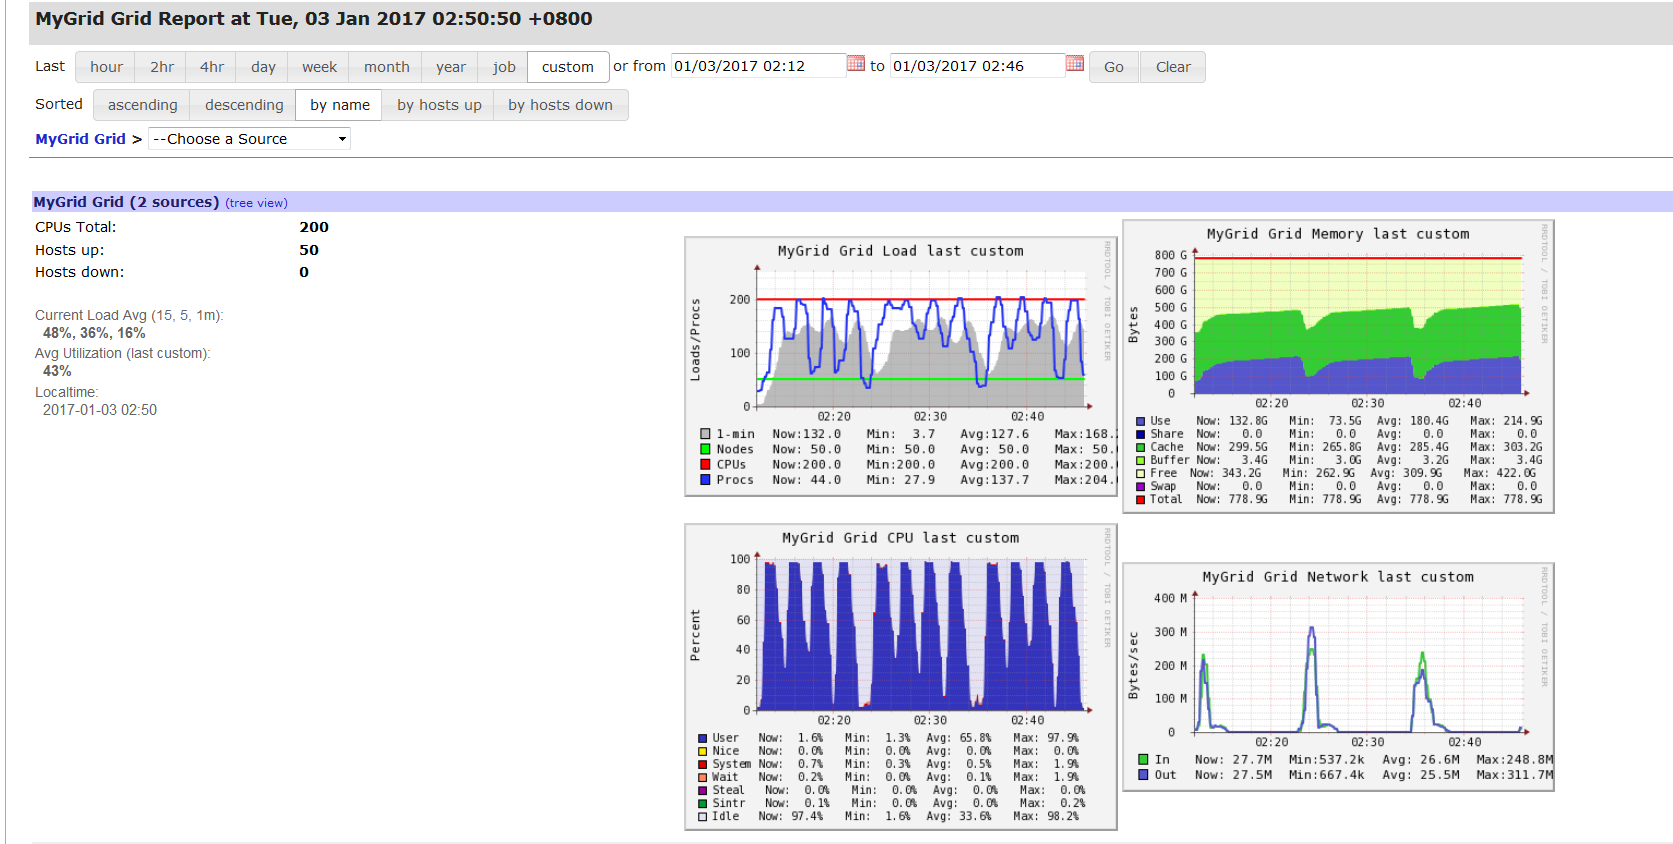 MyGrid Grid Report at Tue, 03 Jan 2017 02:50:50 +0800
Last hour 2hr 4hr day week month year job custom or from 01/03/2017 02:12 to 01/03/2017 02:46 Go Clear
Sorted ascending descending by name by hosts up by hosts down
MyGrid Grid > --Choose a Source
MyGrid Grid (2 sources) (tree view)
CPUs Total: 200
Hosts up: 50
Hosts down: 0
Current Load Avg (15, 5, 1m):
48%, 36%, 16%
Avg Utilization (last custom):
43%
Localtime:
2017-01-03 02:50
MyGrid Grid Load last custom
RRDTOOL / TOBI OETIKER
Loads/Procs
200
100
0
02:20 02:30 02:40
1-min Now:132.0 Min: 3.7 Avg:127.6 Max:168.
Nodes Now: 50.0 Min: 50.0 Avg: 50.0 Max: 50.
CPUs Now:200.0 Min:200.0 Avg:200.0 Max:200.
Procs Now: 44.0 Min: 27.9 Avg:137.7 Max:204.
MyGrid Grid Memory last custom
RRDTOOL / TOBI OETIKER
Bytes
800 G
700 G
600 G
500 G
400 G
300 G
200 G
100 G
0
02:20 02:30 02:40
Use Now: 132.8G Min: 73.5G Avg: 180.4G Max: 214.9G
Share Now: 0.0 Min: 0.0 Avg: 0.0 Max: 0.0
Cache Now: 299.5G Min: 265.8G Avg: 285.4G Max: 303.2G
Buffer Now: 3.4G Min: 3.0G Avg: 3.2G Max: 3.4G
Free Now: 343.2G Min: 262.9G Avg: 309.9G Max: 422.0G
Swap Now: 0.0 Min: 0.0 Avg: 0.0 Max: 0.0
Total Now: 778.9G Min: 778.9G Avg: 778.9G Max: 778.9G
MyGrid Grid CPU last custom
RRDTOOL / TOBI OETIKER
Percent
100
80
60
40
20
0
02:20 02:30 02:40
User Now: 1.6% Min: 1.3% Avg: 65.8% Max: 97.9%
Nice Now: 0.0% Min: 0.0% Avg: 0.0% Max: 0.0%
System Now: 0.7% Min: 0.3% Avg: 0.5% Max: 1.9%
Wait Now: 0.2% Min: 0.0% Avg: 0.1% Max: 1.9%
Steal Now: 0.0% Min: 0.0% Avg: 0.0% Max: 0.0%
Sintr Now: 0.1% Min: 0.0% Avg: 0.0% Max: 0.2%
Idle Now: 97.4% Min: 1.6% Avg: 33.6% Max: 98.2%
MyGrid Grid Network last custom
RRDTOOL / TOBI OETIKER
Bytes/sec
400 M
300 M
200 M
100 M
0
02:20 02:30 02:40
In Now: 27.7M Min:537.2k Avg: 26.6M Max:248.8M
Out Now: 27.5M Min:667.4k Avg: 25.5M Max:311.7M